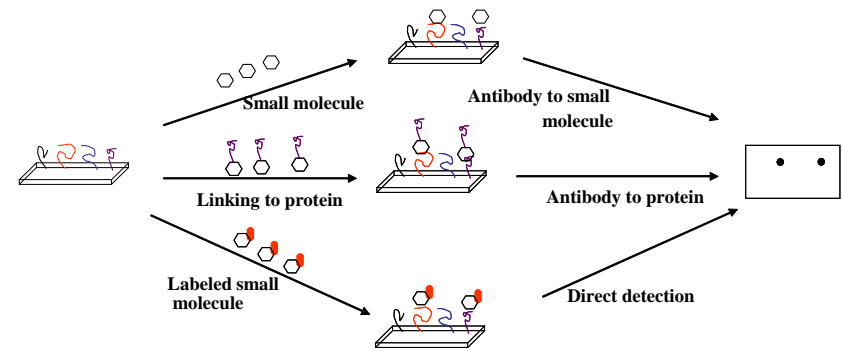 Small molecule
Antibody to small
molecule
Linking to protein
Antibody to protein
Labeled small
molecule
Direct detection